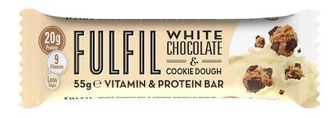 20g
Protein
9
Vitamins
Low
Sugar
FULFIL
WHITE
CHOCOLATE
&
COOKIE DOUGH
55g℮ VITAMIN & PROTEIN BAR